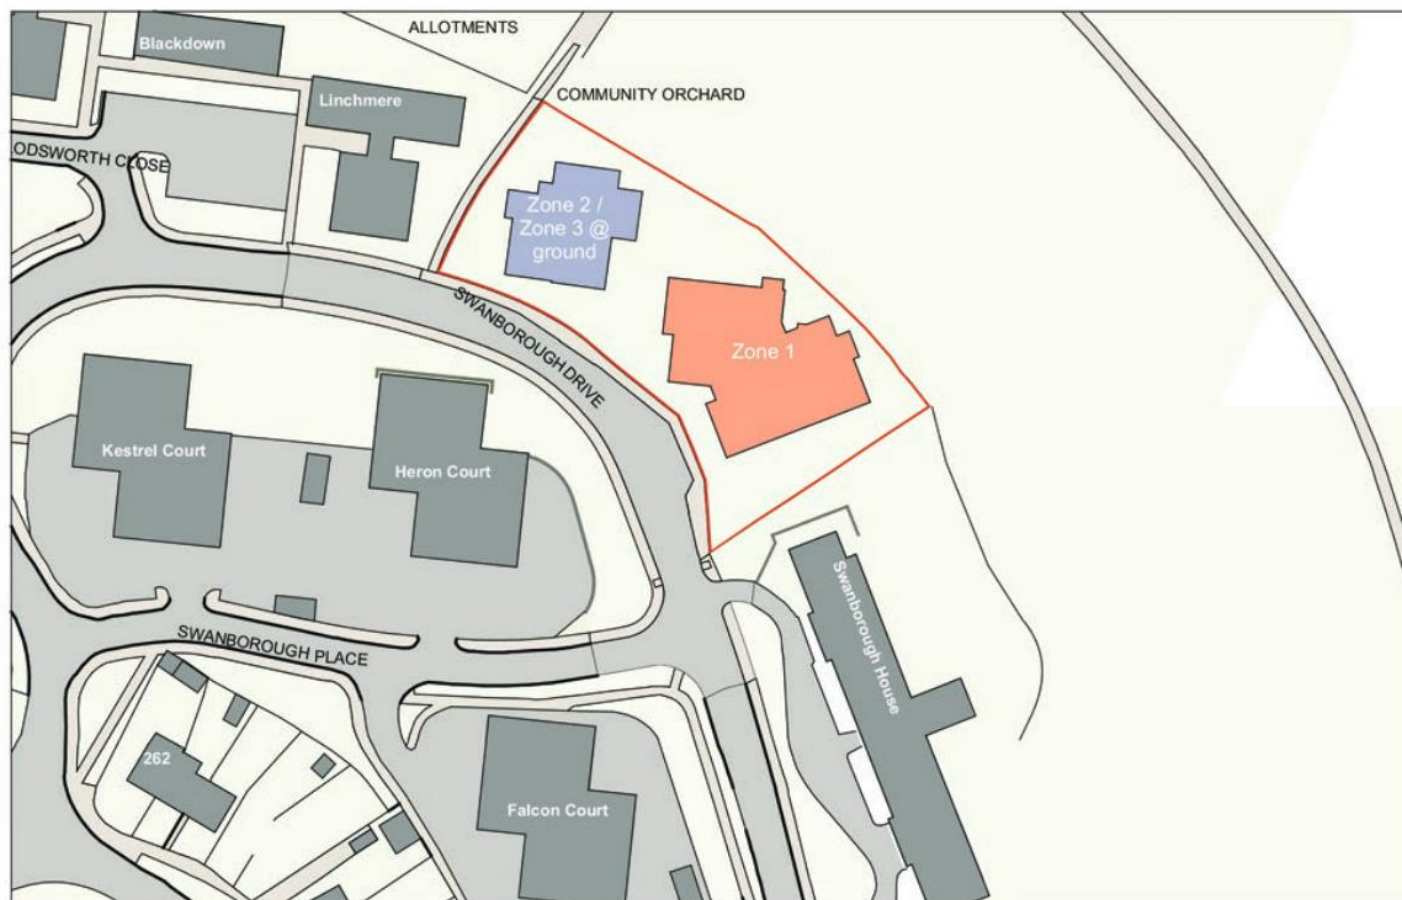 ALLOTMENTS
Blackdown
COMMUNITY ORCHARD
Linchmere
ODSWORTH CLOSE
Zone 2 /
Zone 3 @
ground
SWANBOROUGH DRIVE
Zone 1
Kestrel Court
Heron Court
Swanborough House
SWANBOROUGH PLACE
262
Falcon Court